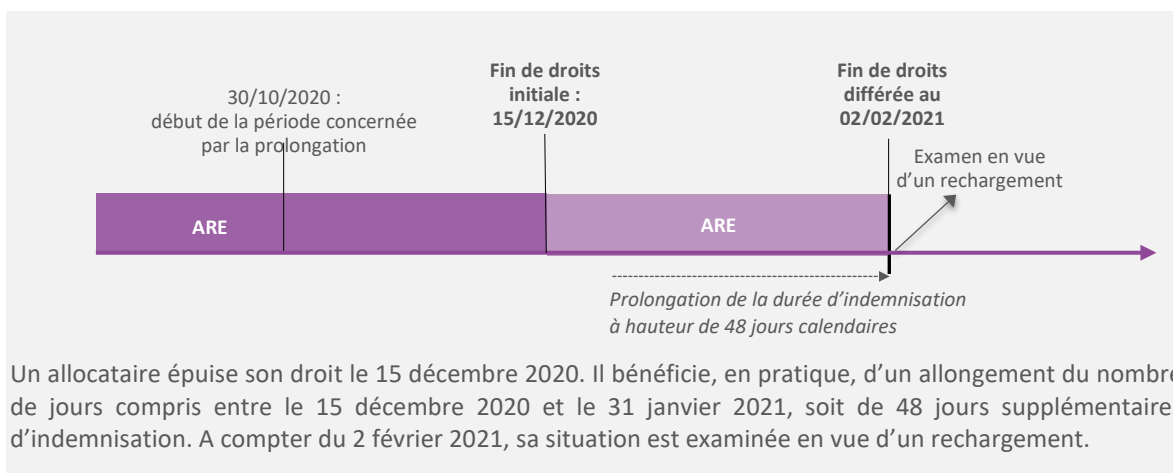 Fin de droits
initiale :
15/12/2020
Fin de droits
différée au
02/02/2021
30/10/2020 :
début de la période concernée
par la prolongation
Examen en vue
d’un rechargement
ARE
ARE
Prolongation de la durée d’indemnisation
à hauteur de 48 jours calendaires
Un allocataire épuise son droit le 15 décembre 2020. Il bénéficie, en pratique, d’un allongement du nombre
de jours compris entre le 15 décembre 2020 et le 31 janvier 2021, soit de 48 jours supplémentaire
d’indemnisation. A compter du 2 février 2021, sa situation est examinée en vue d’un rechargement.